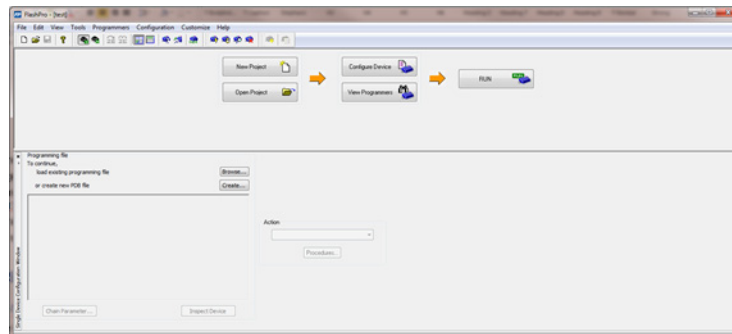 FlashPro - [test]
File Edit View Tools Programmers Configuration Customize Help
New Project
Configure Device
RUN
Open Project
View Programmers
Programming file
To continue,
load existing programming file
Browse...
or create new PDB file
Create...
Action
Procedures...
Chain Parameter...
Inspect Device
Single Device Configuration Window